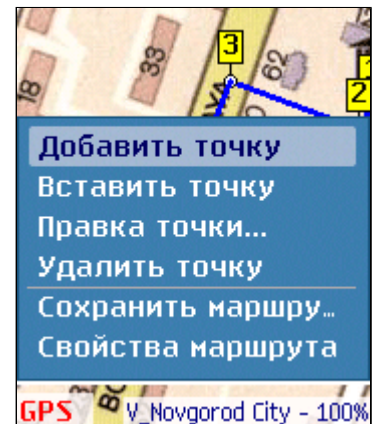 3
33
62
18
2
Добавить точку
Вставить точку
Правка точки...
Удалить точку
Сохранить маршру...
Свойства маршрута
GPS
V_Novgorod City - 100%